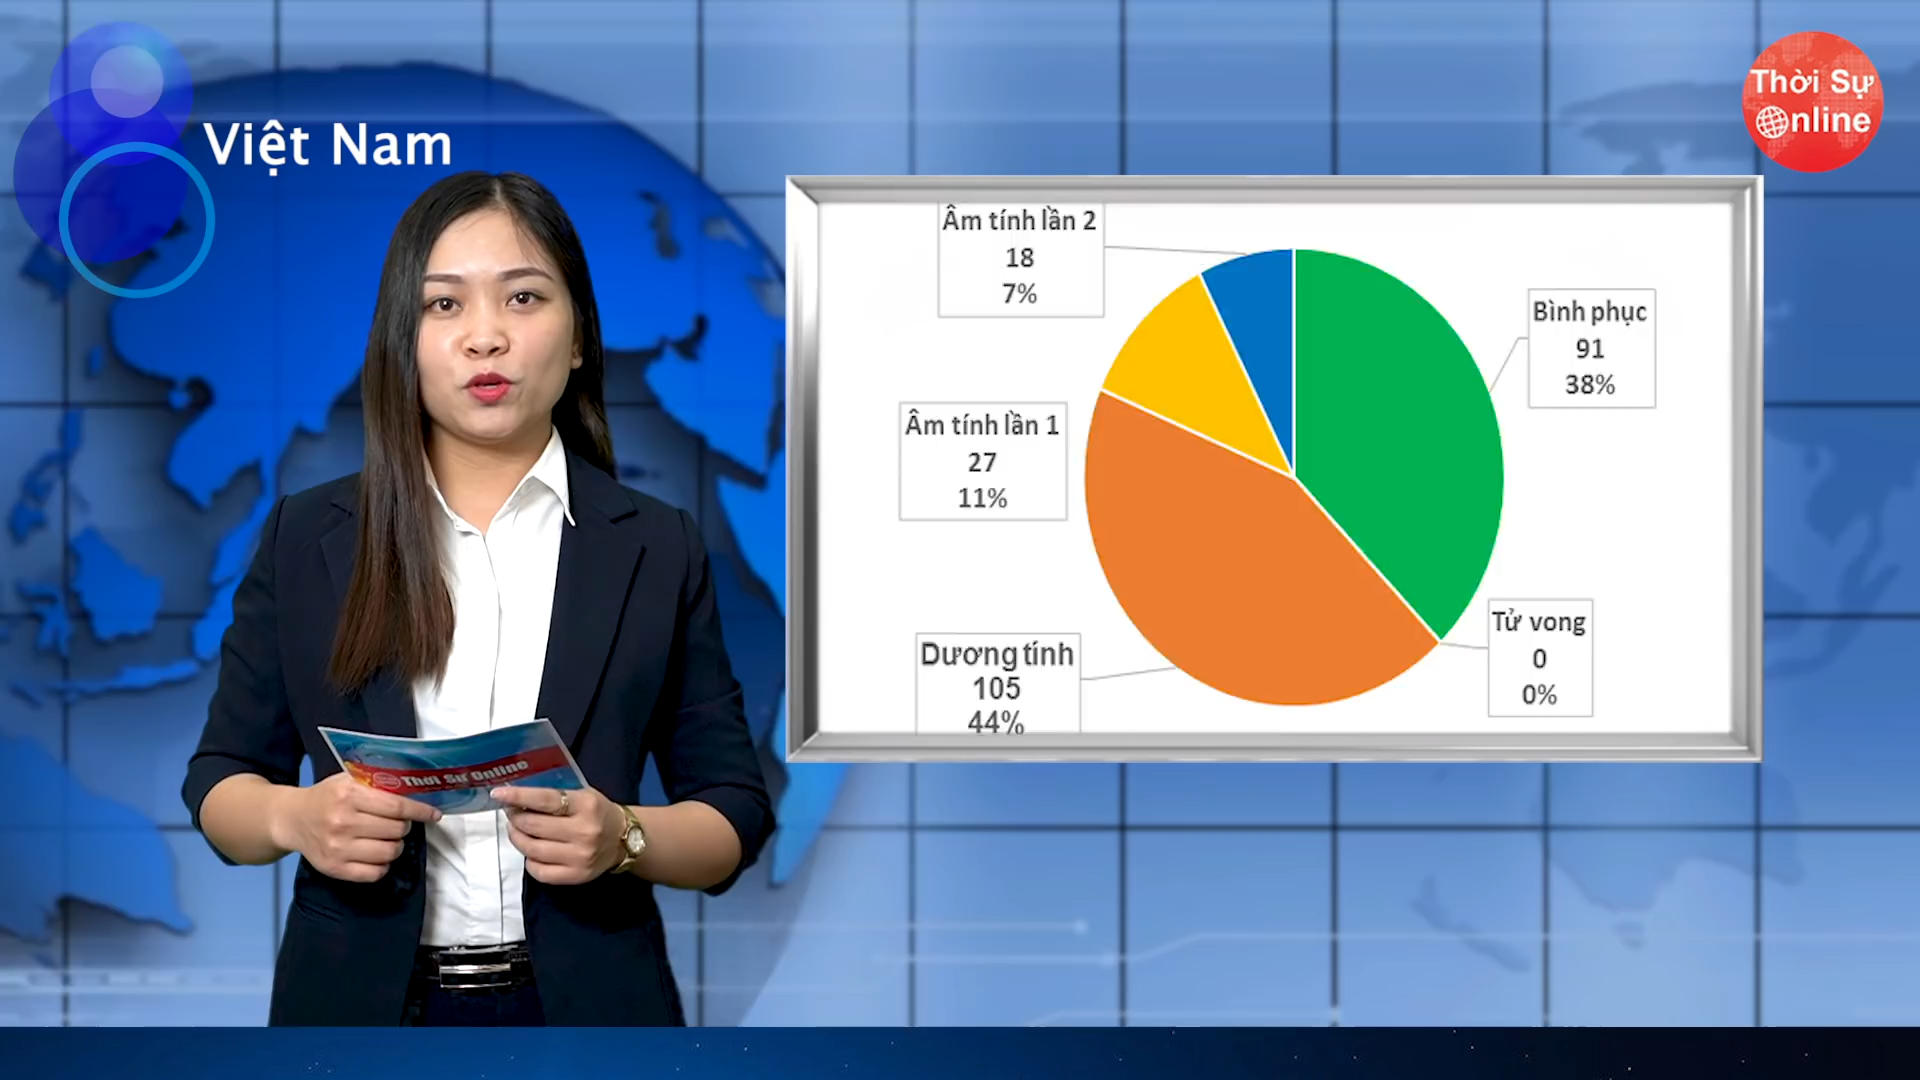 Việt Nam
Thời Sự
Online
Âm tính lần 2
18
7%
Bình phục
91
38%
Âm tính lần 1
27
11%
Tử vong
0
0%
Dương tính
105
44%
Thời Sự Online